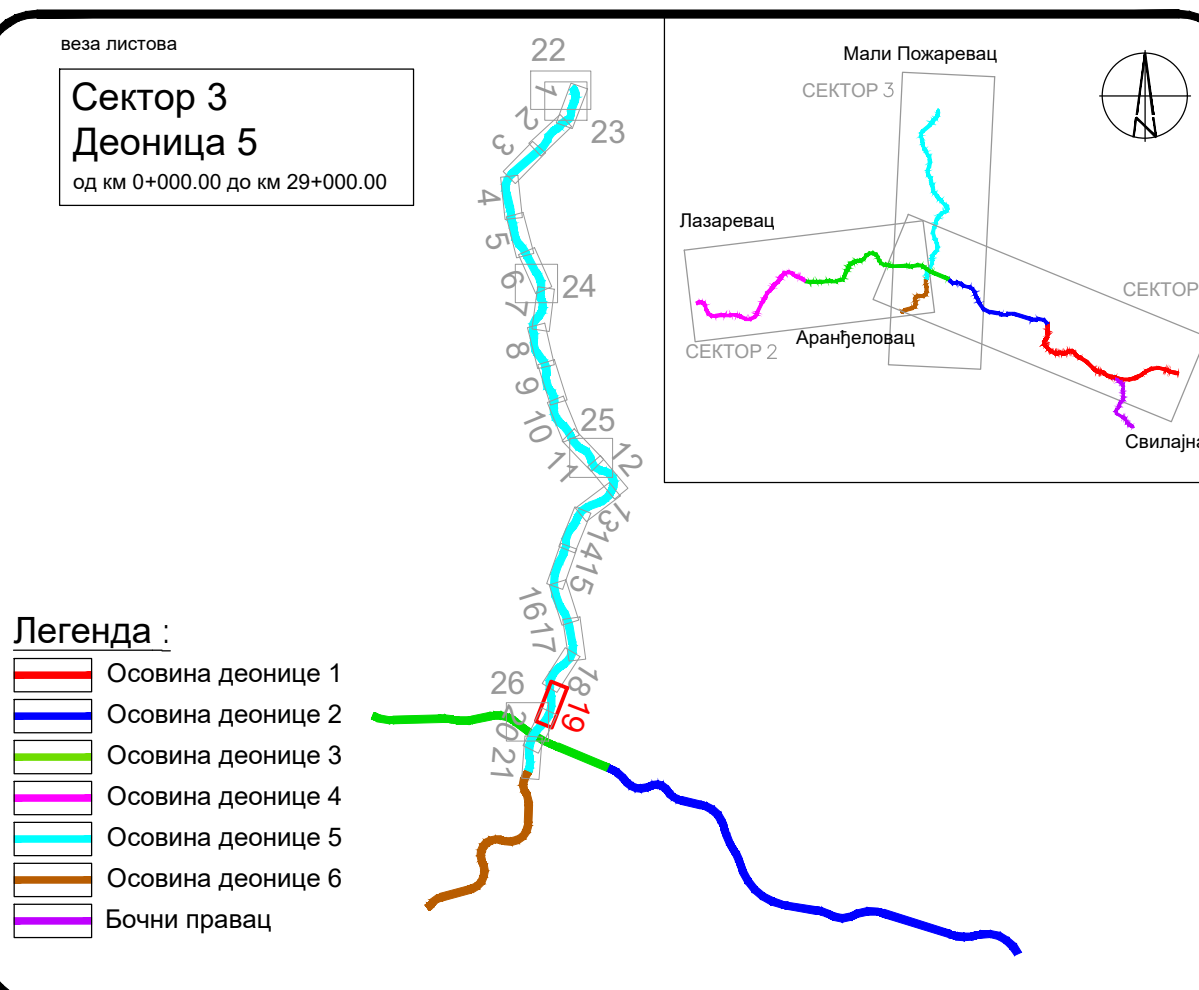 веза листова
Сектор 3
Деоница 5
од км 0+000.00 до км 29+000.00
22
1
2
23
3
4
5
6
24
7
8
9
10
25
11
12
13
14
15
16
17
18
26
19
20
21
Мали Пожаревац
СЕКТОР 3
N
Лазаревац
СЕКТОР
Аранђеловац
СЕКТОР 2
Свилајна
Легенда :
Осовина деонице 1
Осовина деонице 2
Осовина деонице 3
Осовина деонице 4
Осовина деонице 5
Осовина деонице 6
Бочни правац